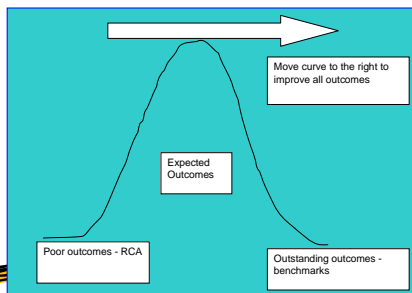 Move curve to the right to
improve all outcomes
Expected
Outcomes
Poor outcomes - RCA
Outstanding outcomes -
benchmarks